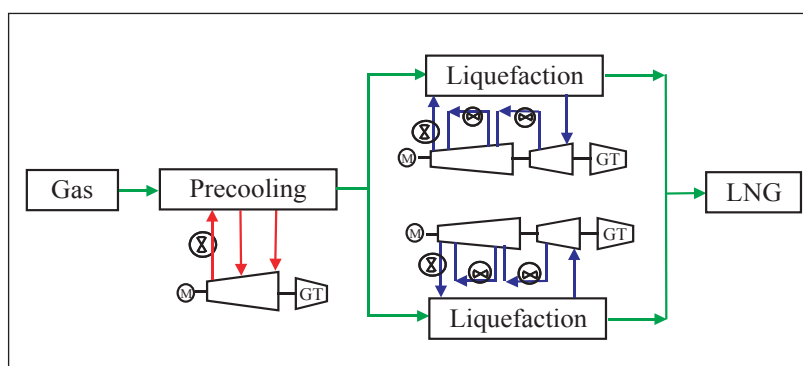 Liquefaction
M
GT
Gas
Precooling
LNG
M
GT
M
GT
Liquefaction